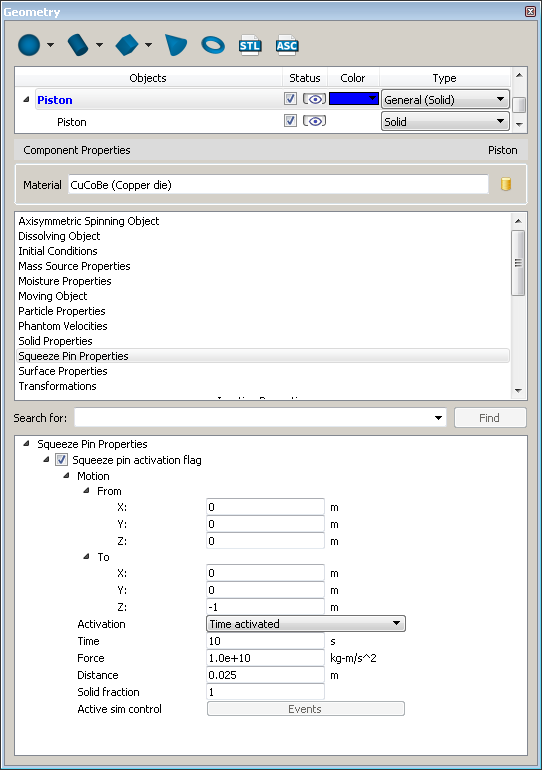 Geometry
STL ASC
Objects Status Color Type
Piston General (Solid)
Piston Solid
Component Properties Piston
Material CuCoBe (Copper die)
Axisymmetric Spinning Object
Dissolving Object
Initial Conditions
Mass Source Properties
Moisture Properties
Moving Object
Particle Properties
Phantom Velocities
Solid Properties
Squeeze Pin Properties
Surface Properties
Transformations
Search for: Find
Squeeze Pin Properties
Squeeze pin activation flag
Motion
From
X: 0 m
Y: 0 m
Z: 0 m
To
X: 0 m
Y: 0 m
Z: -1 m
Activation Time activated
Time 10 s
Force 1.0e+10 kg-m/s^2
Distance 0.025 m
Solid fraction 1
Active sim control Events